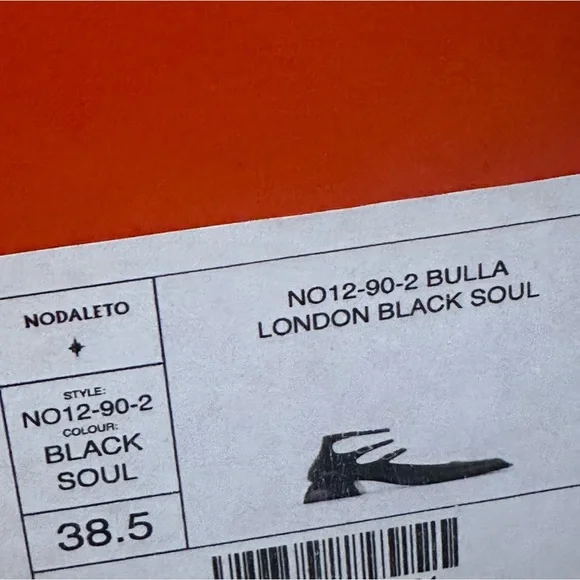 NODALETO
STYLE:
NO12-90-2
COLOUR:
BLACK
SOUL
38.5
NO12-90-2 BULLA
LONDON BLACK SOUL